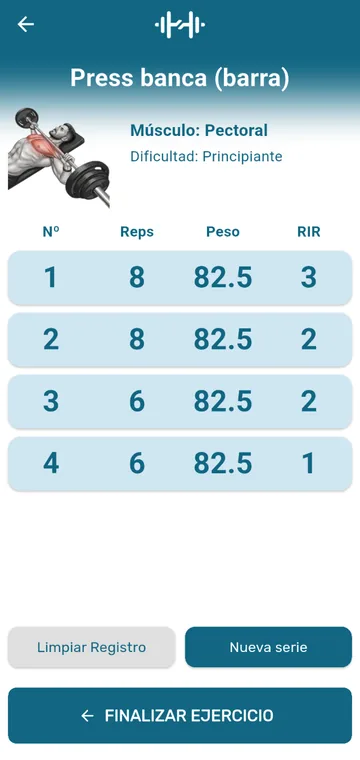 Press banca (barra)
Músculo: Pectoral
Dificultad: Principiante
Nº Reps Peso RIR
1 8 82.5 3
2 8 82.5 2
3 6 82.5 2
4 6 82.5 1
Limpiar Registro Nueva serie
FINALIZAR EJERCICIO